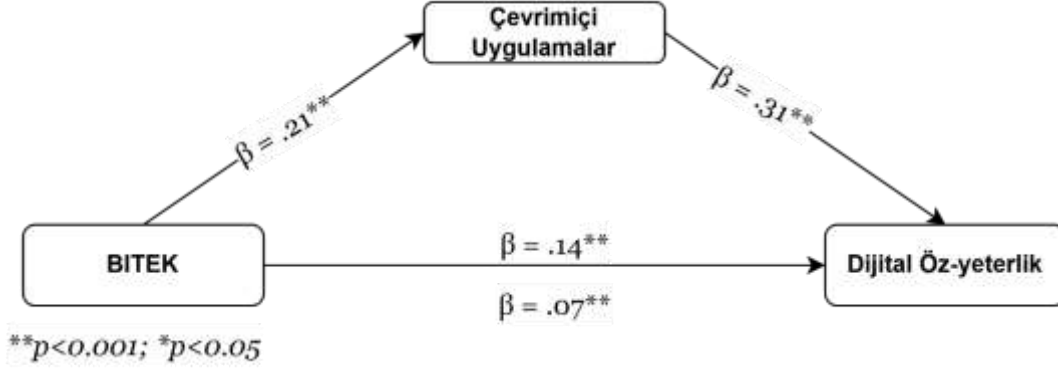 Çevrimiçi
Uygulamalar
β = .21**
β = .31**
BITEK
β = .14**
β = .07**
Dijital Öz-yeterlik
**p<0.001; *p<0.05